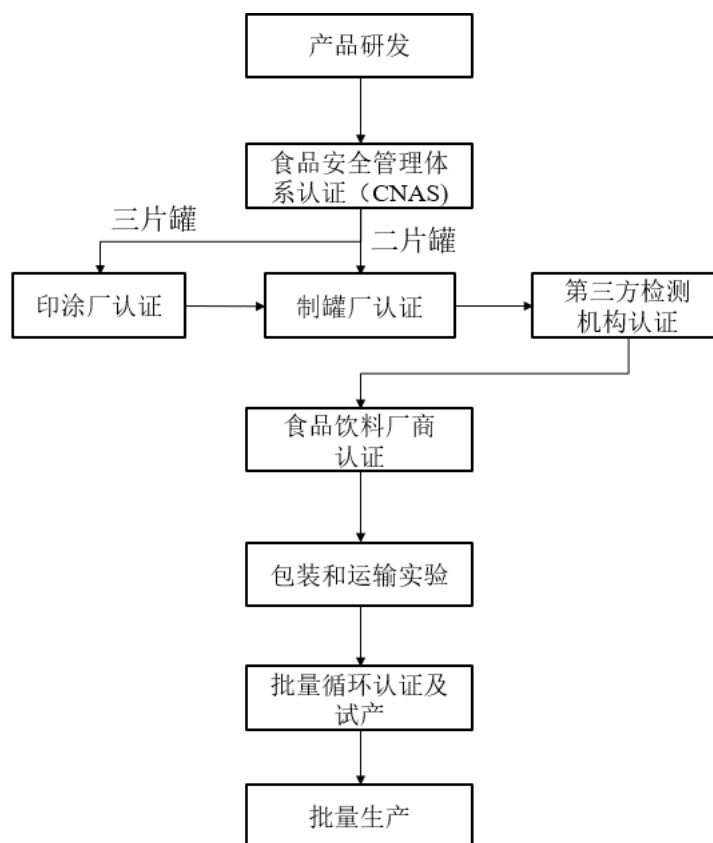 产品研发
食品安全管理体
系认证（CNAS)
三片罐
二片罐
印涂厂认证
制罐厂认证
第三方检测
机构认证
食品饮料厂商
认证
包装和运输实验
批量循环认证及
试产
批量生产